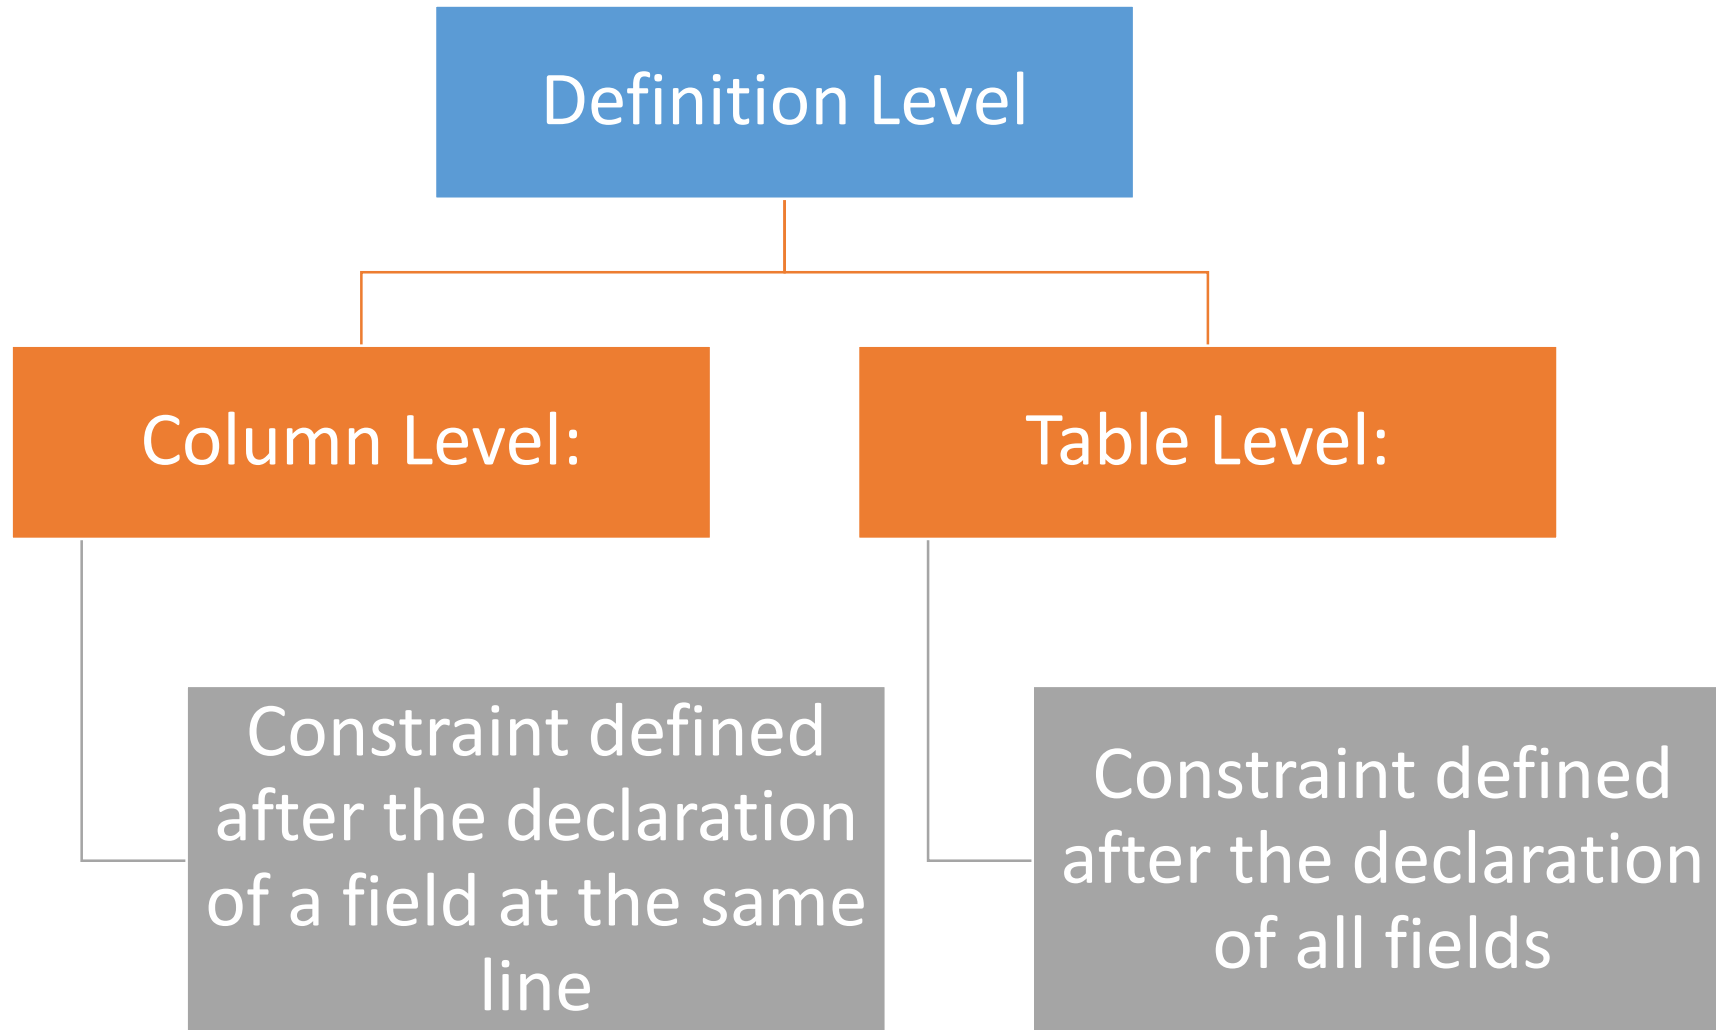 Definition Level
Column Level:
Table Level:
Constraint defined
after the declaration
of a field at the same
line
Constraint defined
after the declaration
of all fields